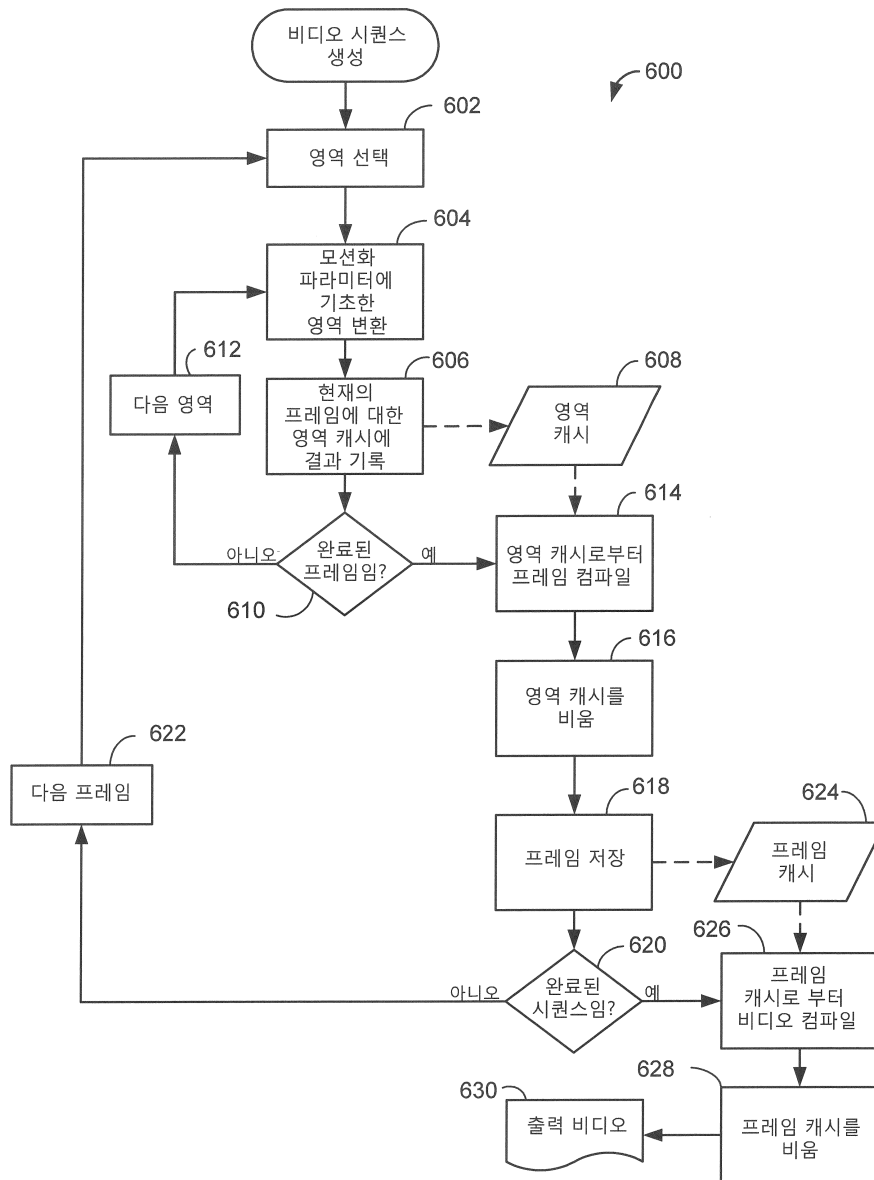 비디오 시퀀스
생성
600
602
영역 선택
604
모션화
파라미터에
기초한
영역 변환
612
다음 영역
606
현재의
프레임에 대한
영역 캐시에
결과 기록
608
영역
캐시
아니오
완료된
프레임임?
예
610
614
영역 캐시로부터
프레임 컴파일
616
영역 캐시를
비움
622
다음 프레임
618
프레임 저장
624
프레임
캐시
620
아니오
완료된
시퀀스임?
예
626
프레임
캐시로 부터
비디오 컴파일
628
프레임 캐시를
비움
630
출력 비디오